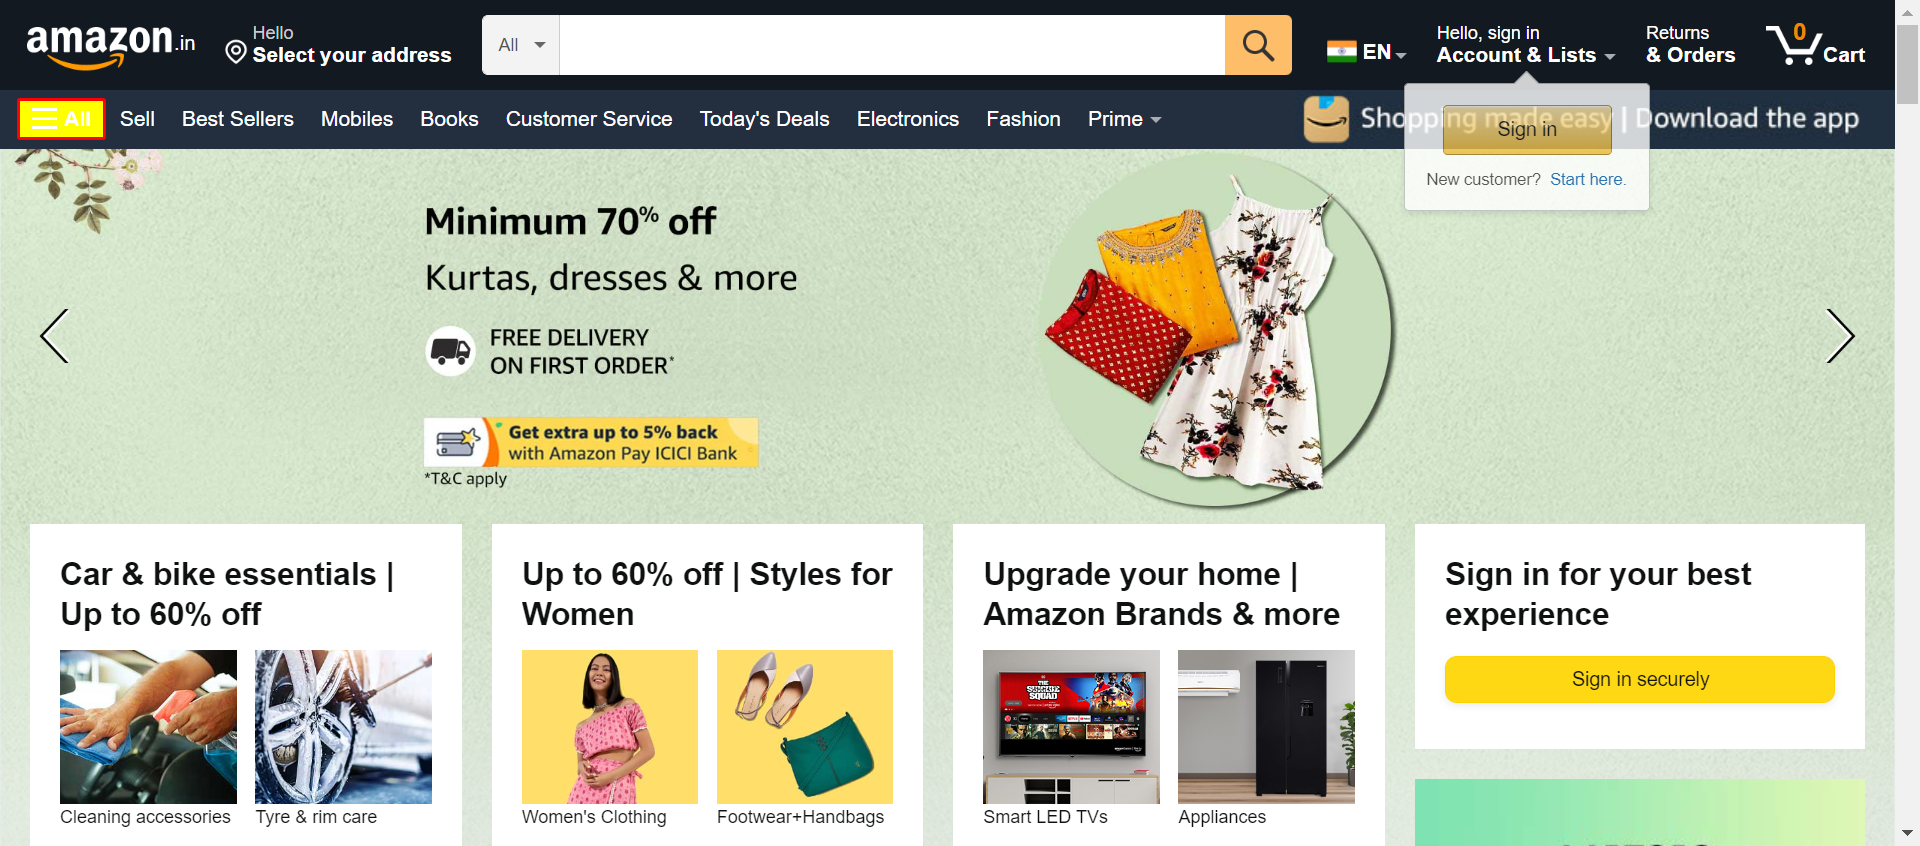 amazon.in
Hello
Select your address
All
EN
Hello, sign in
Account & Lists
Returns
& Orders
0
Cart
All
Sell
Best Sellers
Mobiles
Books
Customer Service
Today's Deals
Electronics
Fashion
Prime
Shopping made easy | Download the app
Sign in
New customer? Start here.
Minimum 70% off
Kurtas, dresses & more
FREE DELIVERY
ON FIRST ORDER*
Get extra up to 5% back
with Amazon Pay ICICI Bank
*T&C apply
Car & bike essentials |
Up to 60% off
Cleaning accessories
Tyre & rim care
Up to 60% off | Styles for
Women
Women's Clothing
Footwear+Handbags
Upgrade your home |
Amazon Brands & more
THE
SUICIDE
SQUAD
Smart LED TVs
Appliances
Sign in for your best
experience
Sign in securely